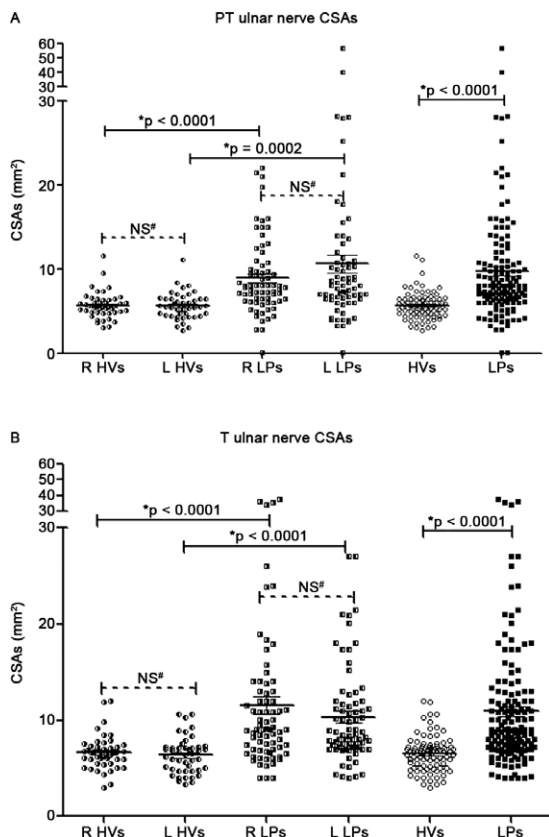 A
PT ulnar nerve CSAs
60
50
40
30
30
20
10
0
CSAs (mm²)
*p < 0.0001
*p < 0.0001
*p = 0.0002
NS#
NS#
R HVs L HVs R LPs L LPs HVs LPs
B
T ulnar nerve CSAs
60
50
40
30
30
20
10
0
CSAs (mm²)
*p < 0.0001
*p < 0.0001
*p < 0.0001
NS#
NS#
R HVs L HVs R LPs L LPs HVs LPs